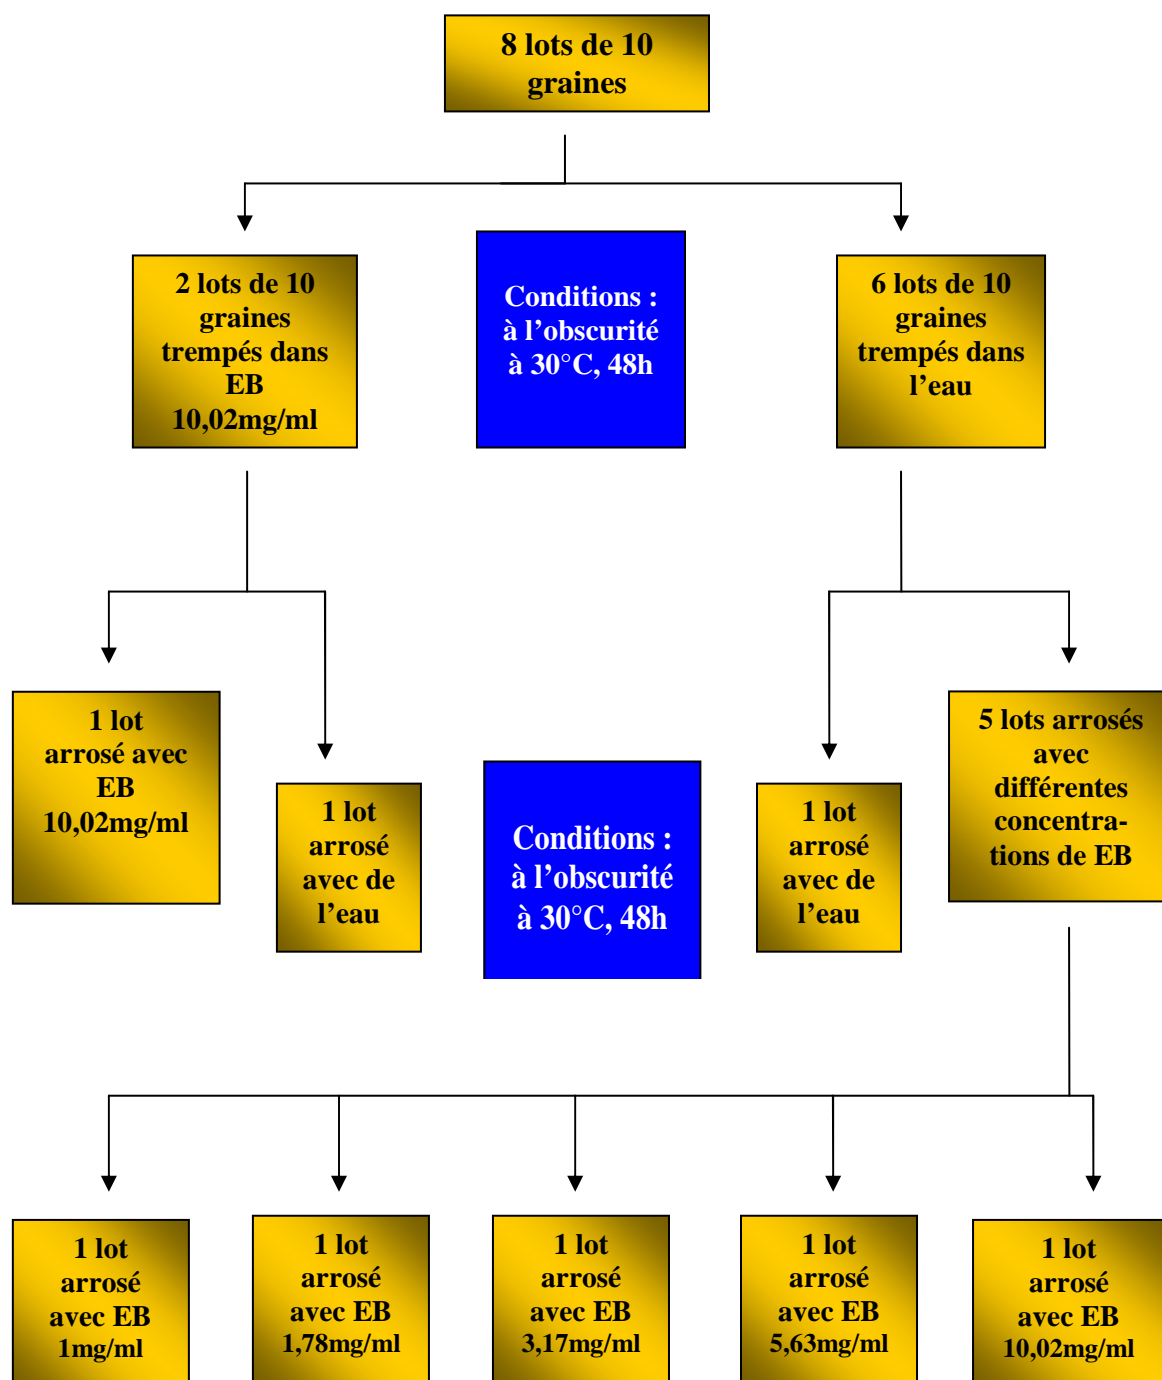 8 lots de 10
graines
2 lots de 10
graines
trempés dans
EB
10,02mg/ml
Conditions :
à l’obscurité
à 30°C, 48h
6 lots de 10
graines
trempés dans
l’eau
1 lot
arrosé avec
EB
10,02mg/ml
1 lot
arrosé
avec de
l’eau
Conditions :
à l’obscurité
à 30°C, 48h
1 lot
arrosé
avec de
l’eau
5 lots arrosés
avec
différentes
concentra-
tions de EB
1 lot
arrosé
avec EB
1mg/ml
1 lot
arrosé
avec EB
1,78mg/ml
1 lot
arrosé
avec EB
3,17mg/ml
1 lot
arrosé
avec EB
5,63mg/ml
1 lot
arrosé
avec EB
10,02mg/ml